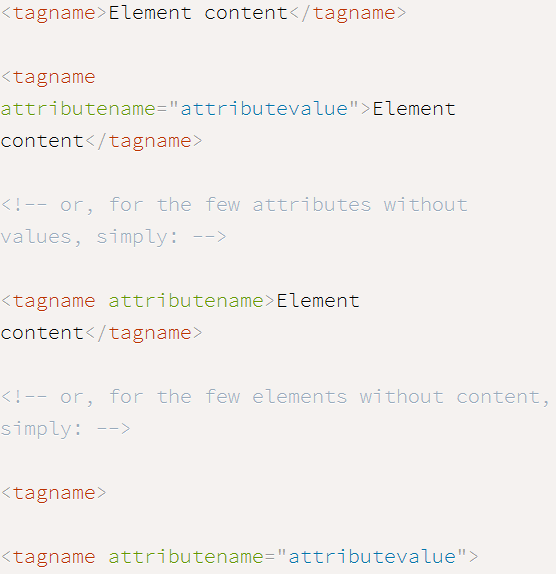 <tagname>Element content</tagname>
<tagname
attributename="attributevalue">Element
content</tagname>
<!-- or, for the few attributes without
values, simply: -->
<tagname attributename>Element
content</tagname>
<!-- or, for the few elements without content,
simply: -->
<tagname>
<tagname attributename="attributevalue">